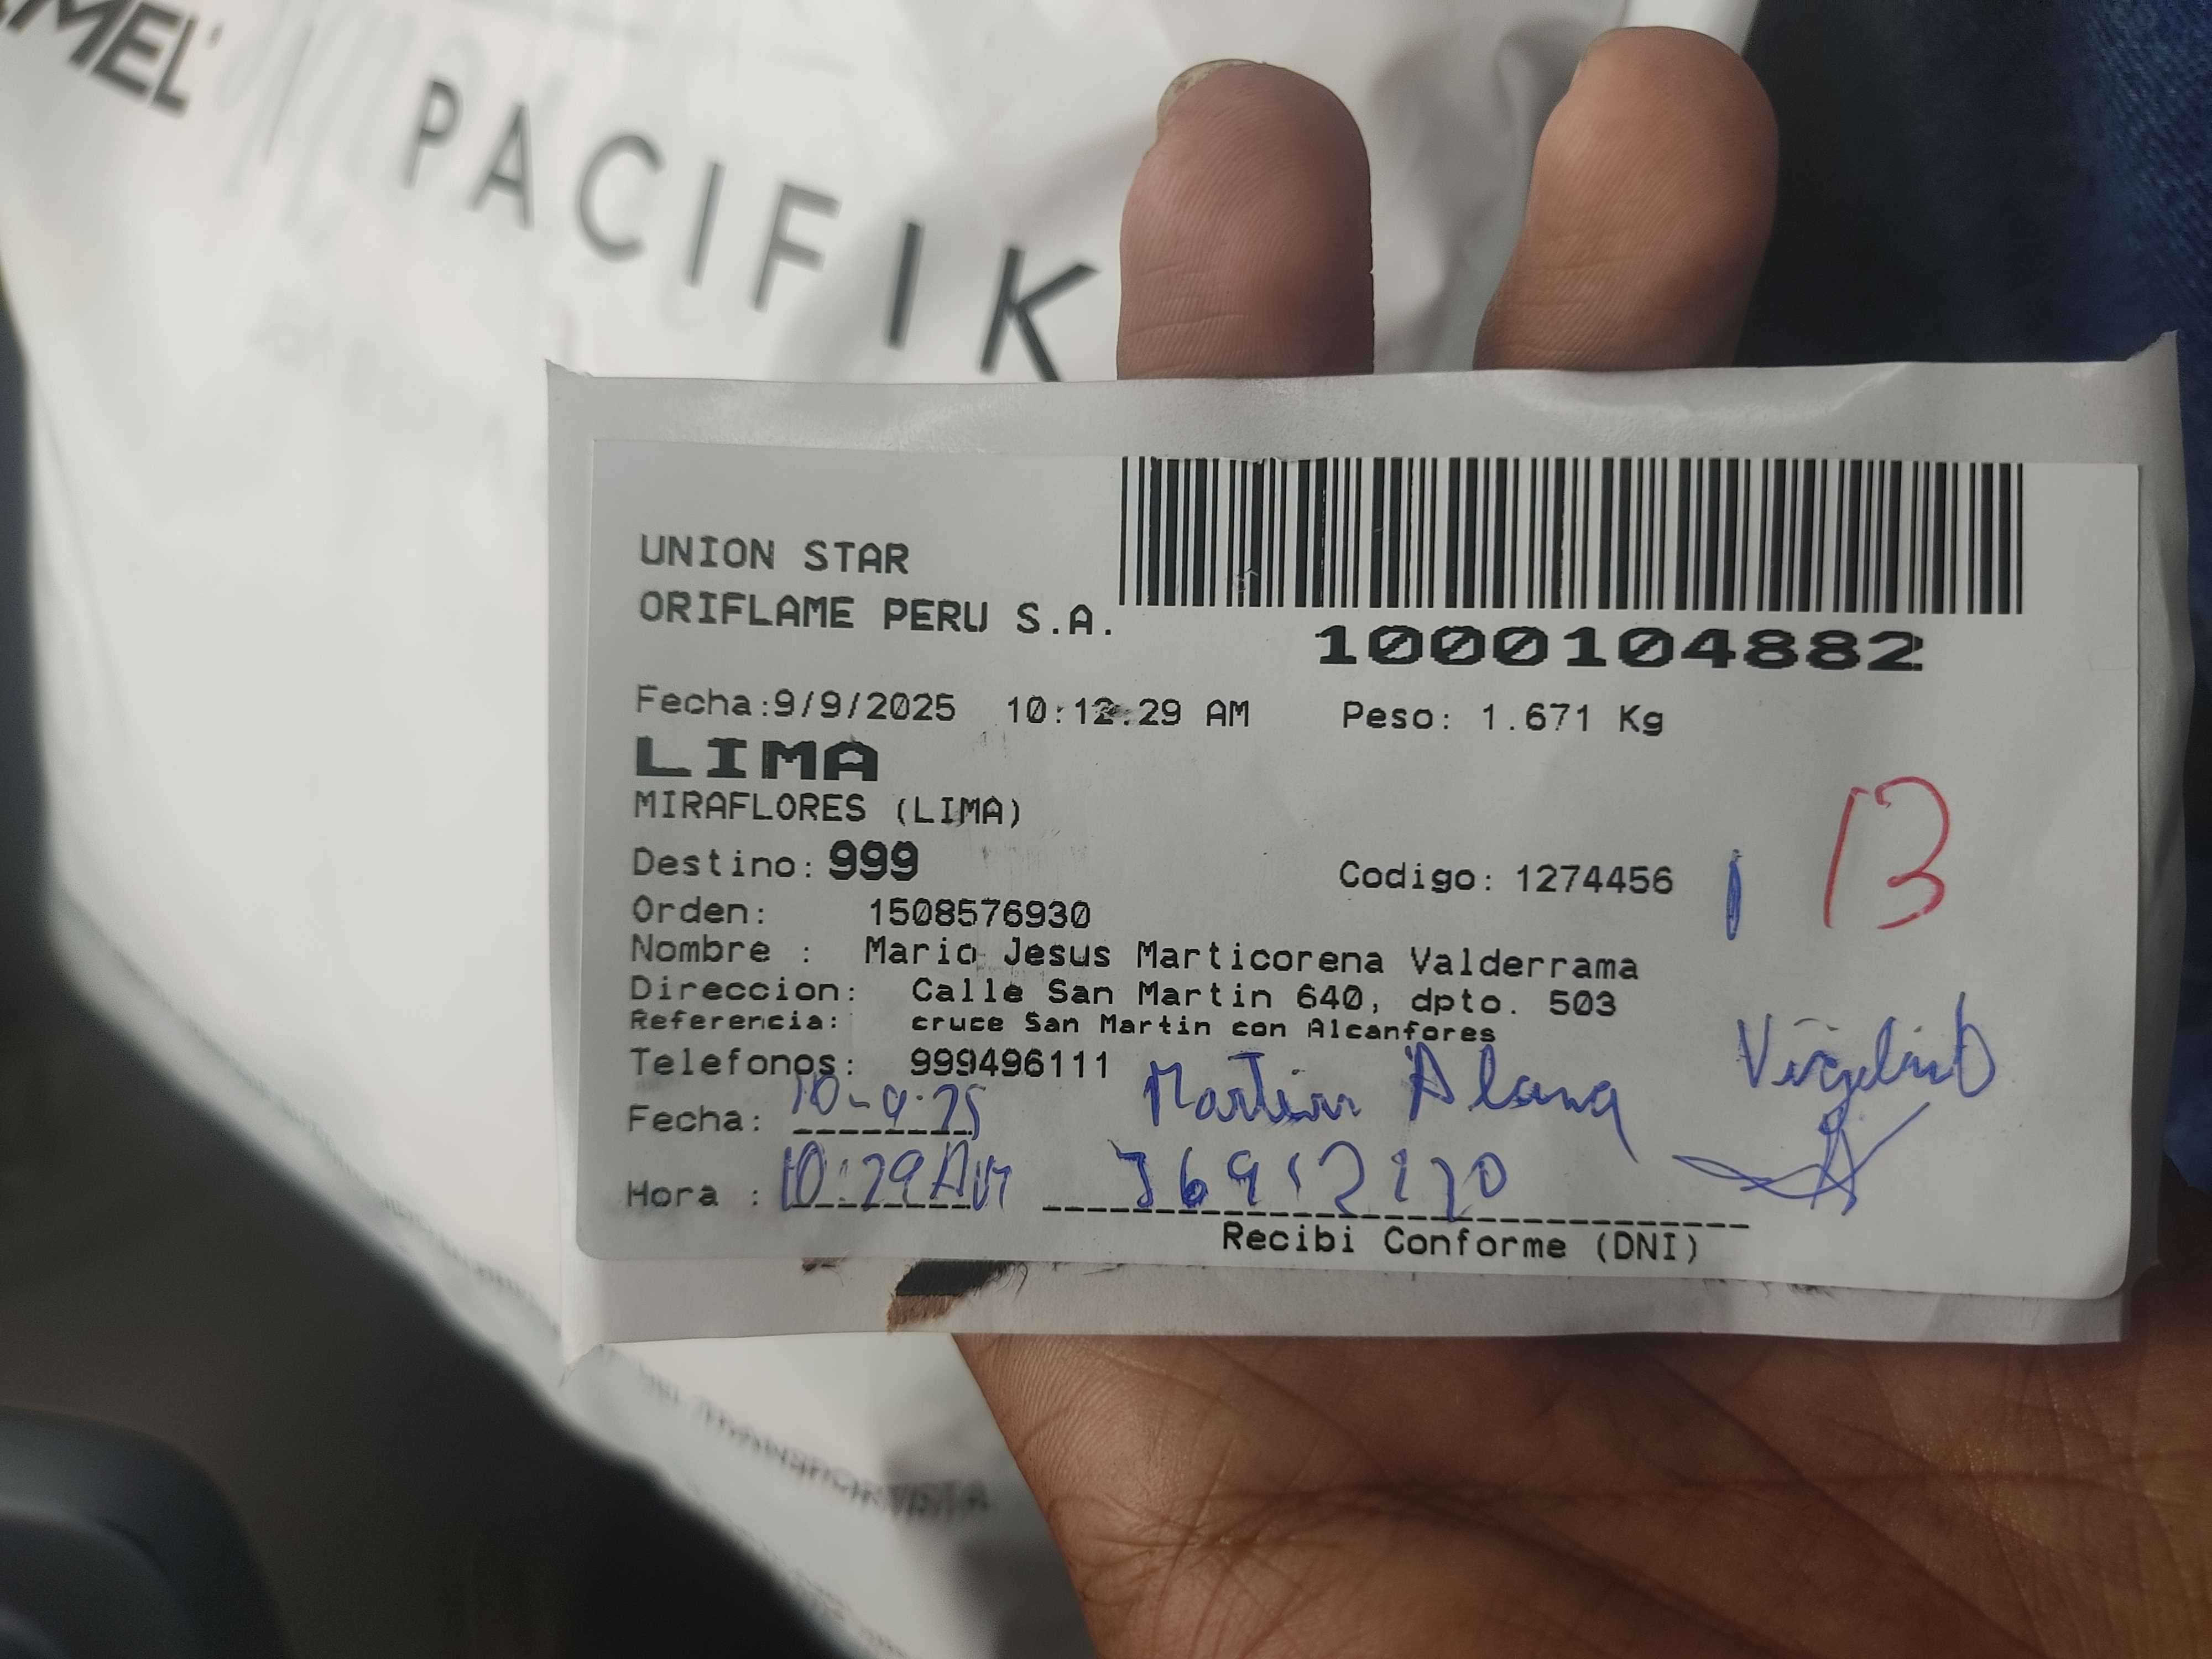 MEL
PACIFIK
UNION STAR
ORIFLAME PERU S.A.
1000104882
Fecha:9/9/2025 10:12:29 AM Peso: 1.671 Kg
LIMA
MIRAFLORES (LIMA)
13
Destino: 999 Codigo: 1274456
Orden: 1508576930
Nombre : Mario Jesus Marticorena Valderrama
Direccion: Calle San Martin 640, dpto. 503
Referencia: cruce San Martin con Alcanfores
Telefonos: 999496111
Fecha: 10-9-25 Martin
Hora : 10:29 AM
Recibi Conforme (DNI)